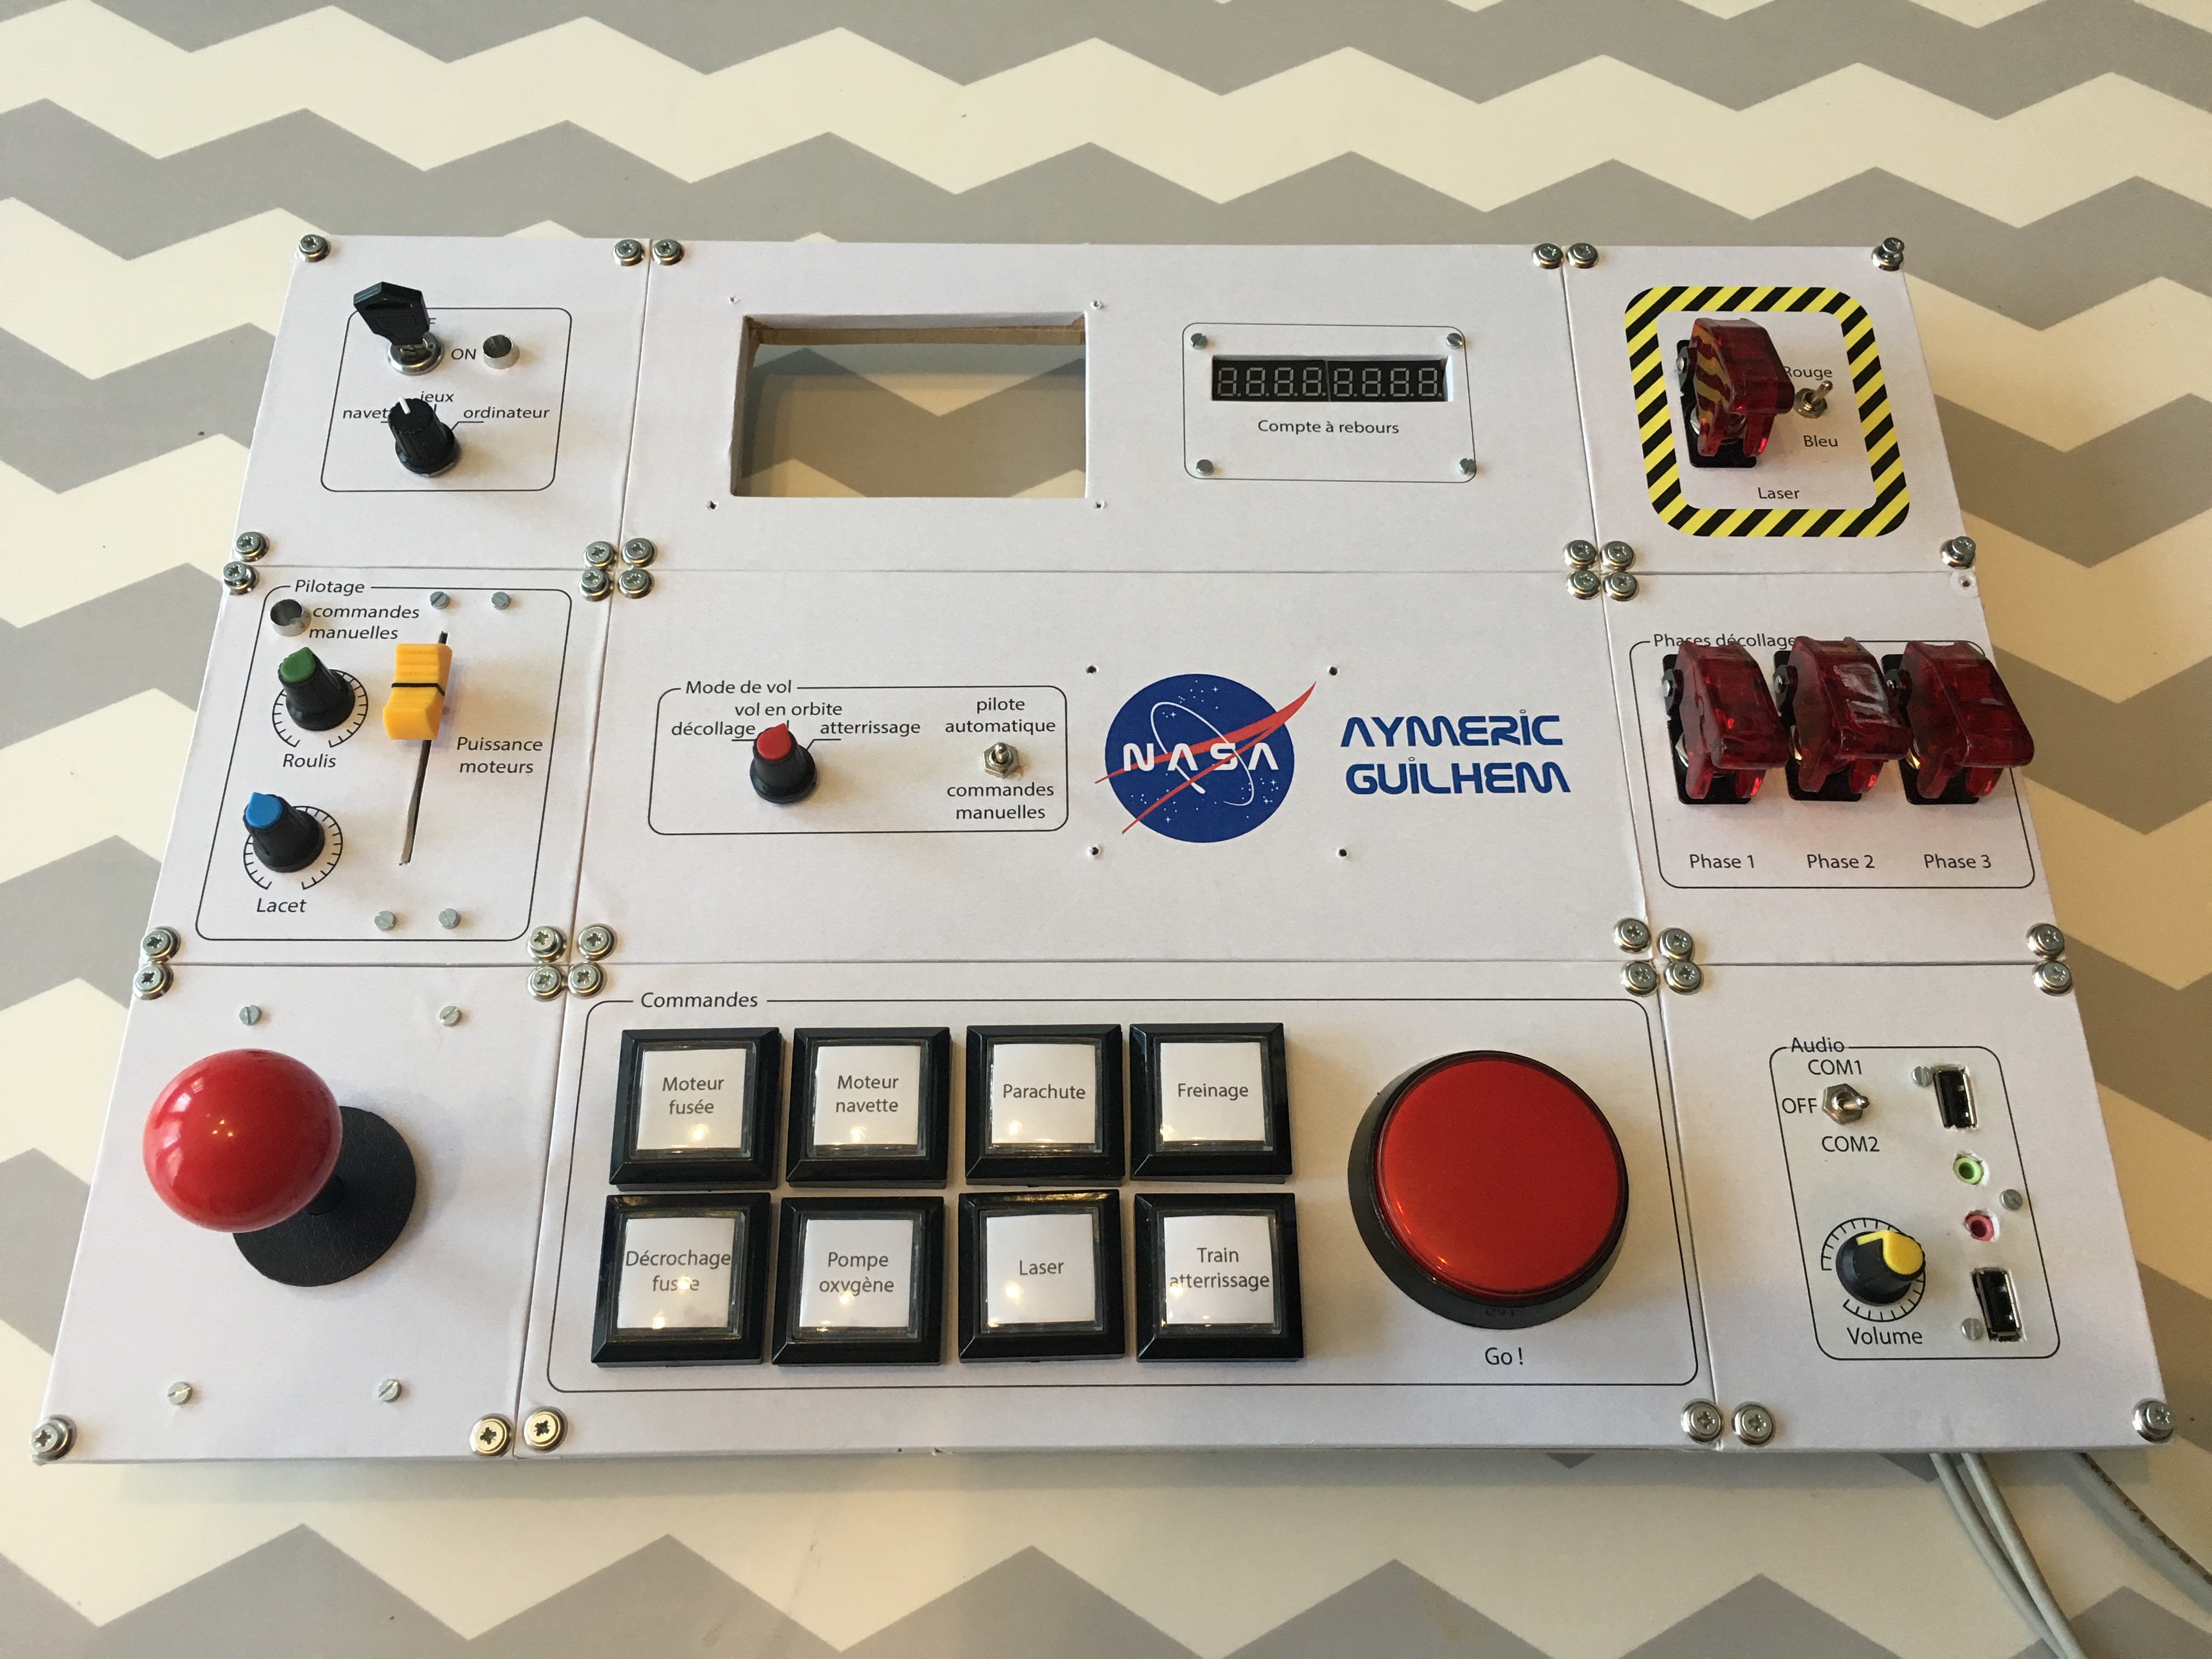 ON
ordinateur
Compte à rebours
Rouge
Bleu
Laser
Pilotage
commandes
manuelles
Roulis
Lacet
Puissance
moteurs
Mode de vol
vol en orbite
décollage
atterrissage
pilote
automatique
commandes
manuelles
NASA
AYMERIC
GUILHEM
Phases décollage
Phase 1
Phase 2
Phase 3
Commandes
Moteur
fusée
Moteur
navette
Parachute
Freinage
Décrochage
fusée
Pompe
oxygène
Laser
Train
atterrissage
Go !
Audio
COM1
OFF
COM2
Volume